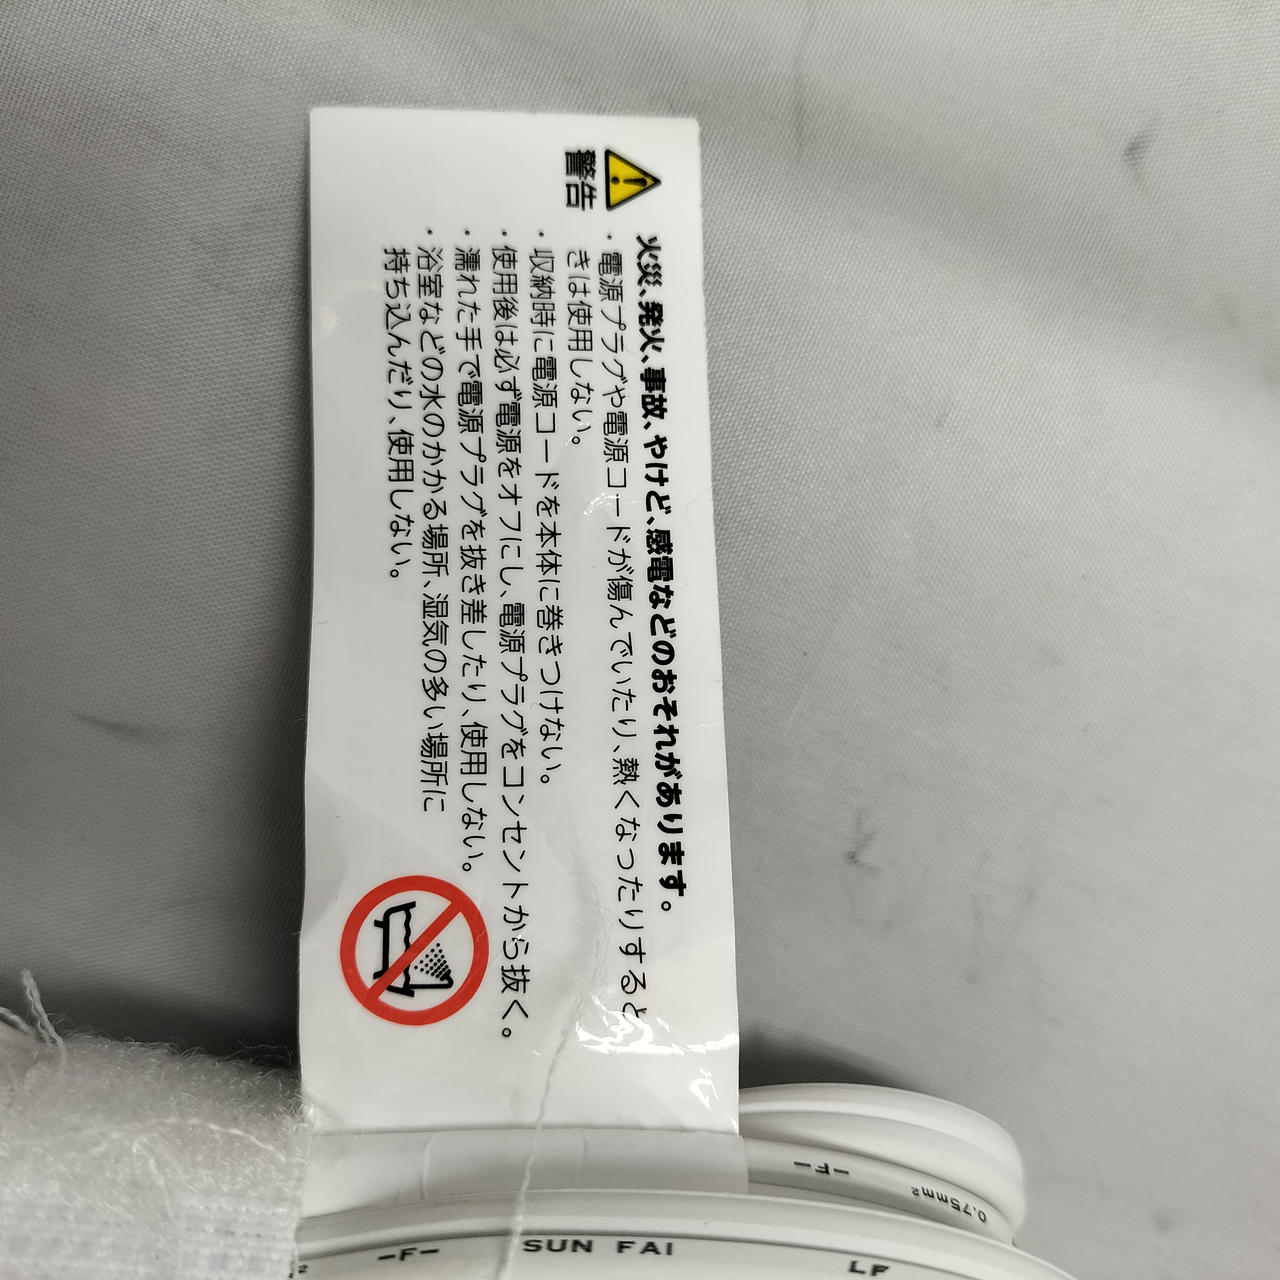 警告
火災、発火、事故、やけど、感電などのおそれがあります。
・電源プラグや電源コードが傷んでいたり、熱くなったりすると
きは使用しない。
・収納時に電源コードを本体に巻きつけない。
・使用後は必ず電源をオフにし、電源プラグをコンセントから抜く。
・濡れた手で電源プラグを抜き差したり、使用しない。
・浴室などの水のかかる場所、湿気の多い場所に
持ち込んだり、使用しない。
-F- 0.75mm²
-F- SUN FAI LF